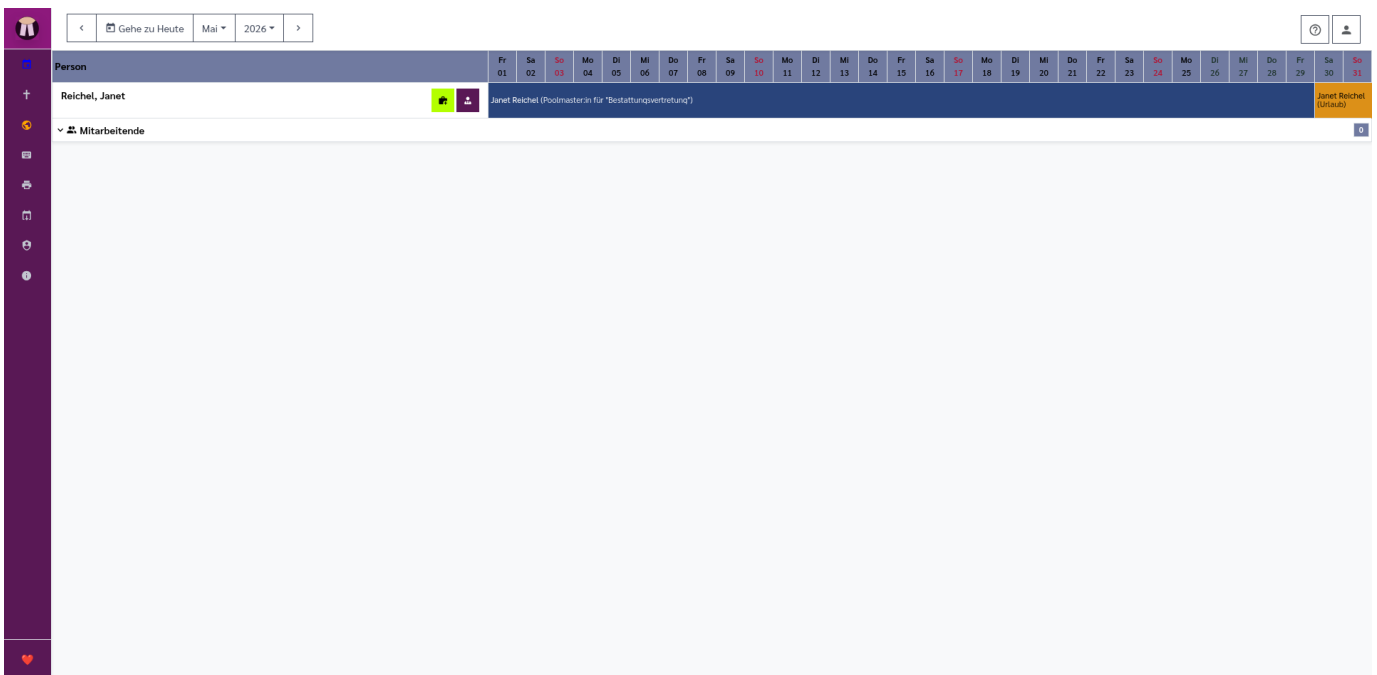 Gehe zu Heute Mai 2026
Person
Fr Sa So Mo Di Mi Do Fr Sa So Mo Di Mi Do Fr Sa So Mo Di Mi Do Fr Sa So Mo Di Mi Do Fr Sa So
01 02 03 04 05 06 07 08 09 10 11 12 13 14 15 16 17 18 19 20 21 22 23 24 25 26 27 28 29 30 31
Reichel, Janet
Janet Reichel (Poolmaster:in für "Bestattungsvertretung")
Janet Reichel
(Urlaub)
Mitarbeitende
0